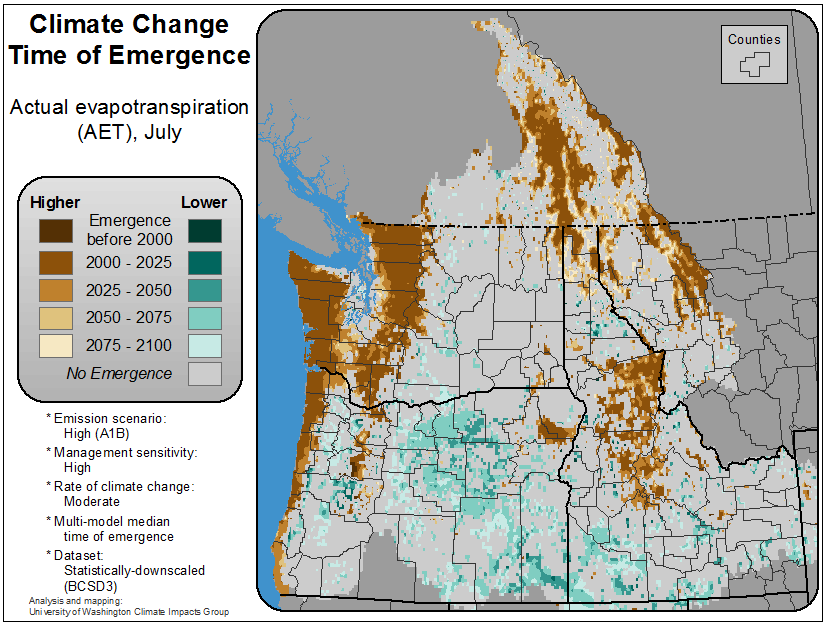 Climate Change
Time of Emergence
Actual evapotranspiration
(AET), July
Higher
Lower
Emergence
before 2000
2000 - 2025
2025 - 2050
2050 - 2075
2075 - 2100
No Emergence
* Emission scenario:
High (A1B)
* Management sensitivity:
High
* Rate of climate change:
Moderate
* Multi-model median
time of emergence
* Dataset:
Statistically-downscaled
(BCSD3)
Analysis and mapping:
University of Washington Climate Impacts Group
Counties